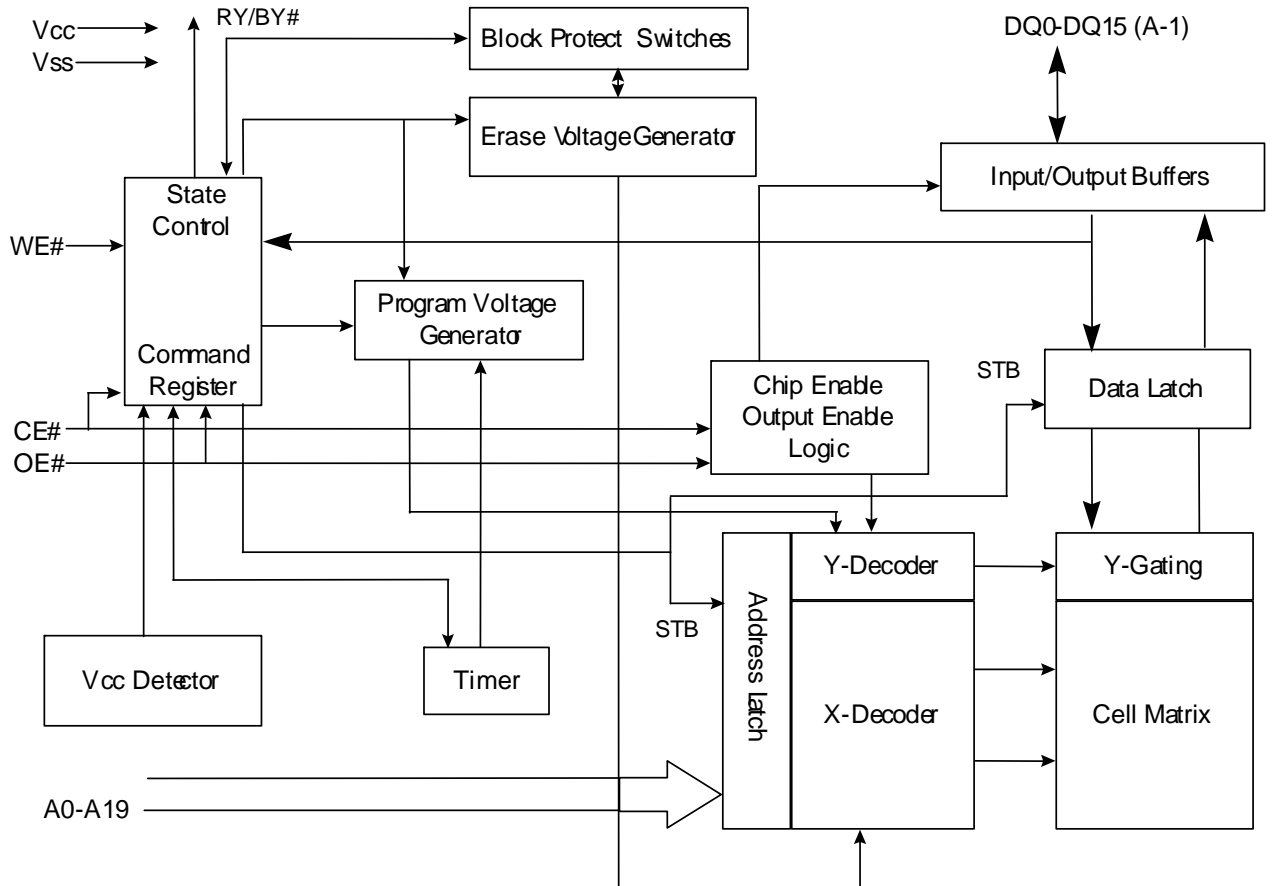 Vcc
Vss
RY/BY#
Block Protect Switches
DQ0-DQ15 (A-1)
Erase Voltage Generator
Input/Output Buffers
State
Control
WE#
Program Voltage
Generator
Command
Register
STB
Chip Enable
Output Enable
Logic
Data Latch
CE#
OE#
Y-Decoder
Y-Gating
STB
Address Latch
Vcc Detector
Timer
X-Decoder
Cell Matrix
A0-A19